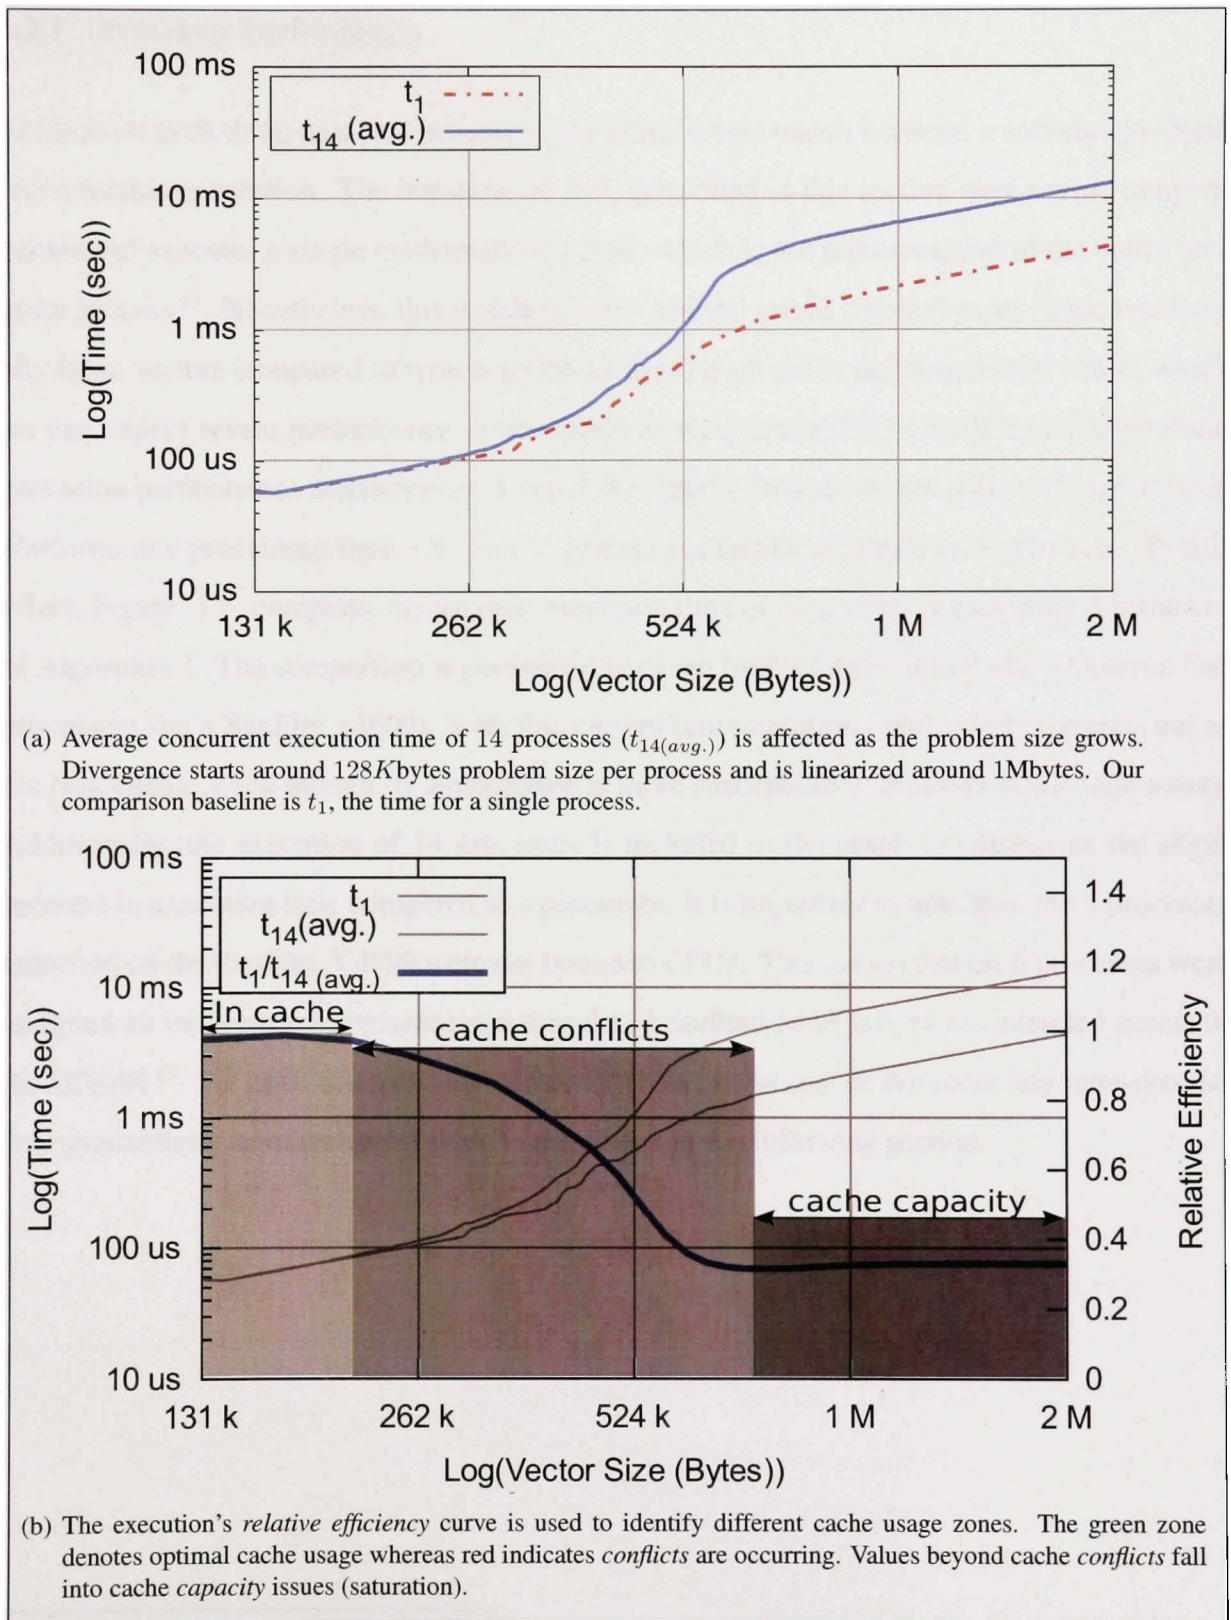 100 ms
10 ms
1 ms
100 us
10 us
Log(Time (sec))
t1
t14(avg.)
131 k 262 k 524 k 1 M 2 M
Log(Vector Size (Bytes))
(a) Average concurrent execution time of 14 processes (t14(avg.)) is affected as the problem size grows.
Divergence starts around 128Kbytes problem size per process and is linearized around 1Mbytes. Our
comparison baseline is t1, the time for a single process.
100 ms
10 ms
1 ms
100 us
10 us
Log(Time (sec))
t1
t14(avg.)
t1/t14 (avg.)
In cache
cache conflicts
cache capacity
1.4
1.2
1
0.8
0.6
0.4
0.2
0
Relative Efficiency
131 k 262 k 524 k 1 M 2 M
Log(Vector Size (Bytes))
(b) The execution's relative efficiency curve is used to identify different cache usage zones. The green zone
denotes optimal cache usage whereas red indicates conflicts are occurring. Values beyond cache conflicts fall
into cache capacity issues (saturation).